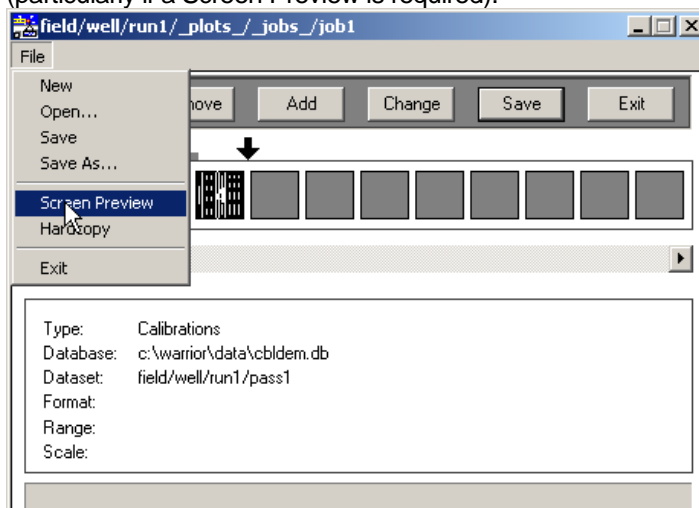 (particularly if a Screen Preview is required).
field/well/run1/_plots_/_jobs_/job1
File
New
Open...
Save
Save As...
Screen Preview
Hardcopy
Exit
Add
Change
Save
Exit
Type: Calibrations
Database: c:\warrior\data\cbldem.db
Dataset: field/well/run1/pass1
Format:
Range:
Scale: